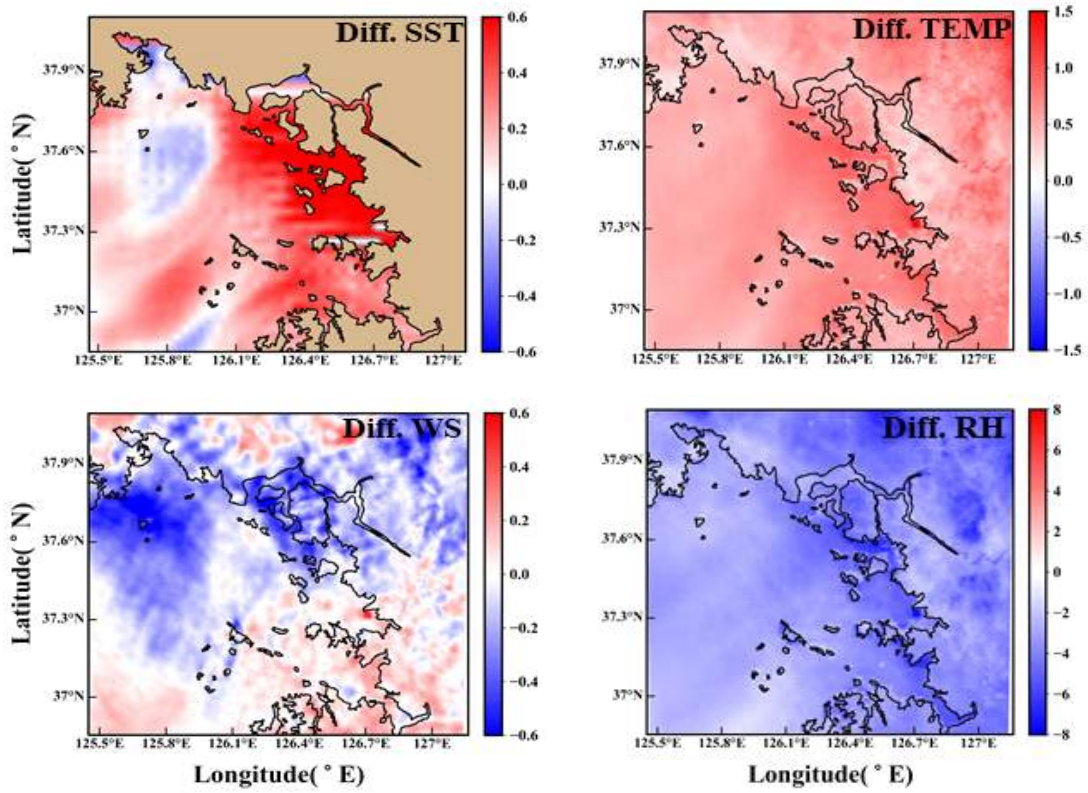 Diff. SST
0.6
0.4
0.2
0.0
−0.2
−0.4
−0.6
37.9°N
37.6°N
37.3°N
37°N
Latitude(°N)
125.5°E 125.8°E 126.1°E 126.4°E 126.7°E 127°E
Diff. TEMP
1.5
1.0
0.5
0.0
−0.5
−1.0
−1.5
37.9°N
37.6°N
37.3°N
37°N
125.5°E 125.8°E 126.1°E 126.4°E 126.7°E 127°E
Diff. WS
0.6
0.4
0.2
0.0
−0.2
−0.4
−0.6
37.9°N
37.6°N
37.3°N
37°N
Latitude(°N)
125.5°E 125.8°E 126.1°E 126.4°E 126.7°E 127°E
Longitude(°E)
Diff. RH
8
6
4
2
0
−2
−4
−6
−8
37.9°N
37.6°N
37.3°N
37°N
125.5°E 125.8°E 126.1°E 126.4°E 126.7°E 127°E
Longitude(°E)